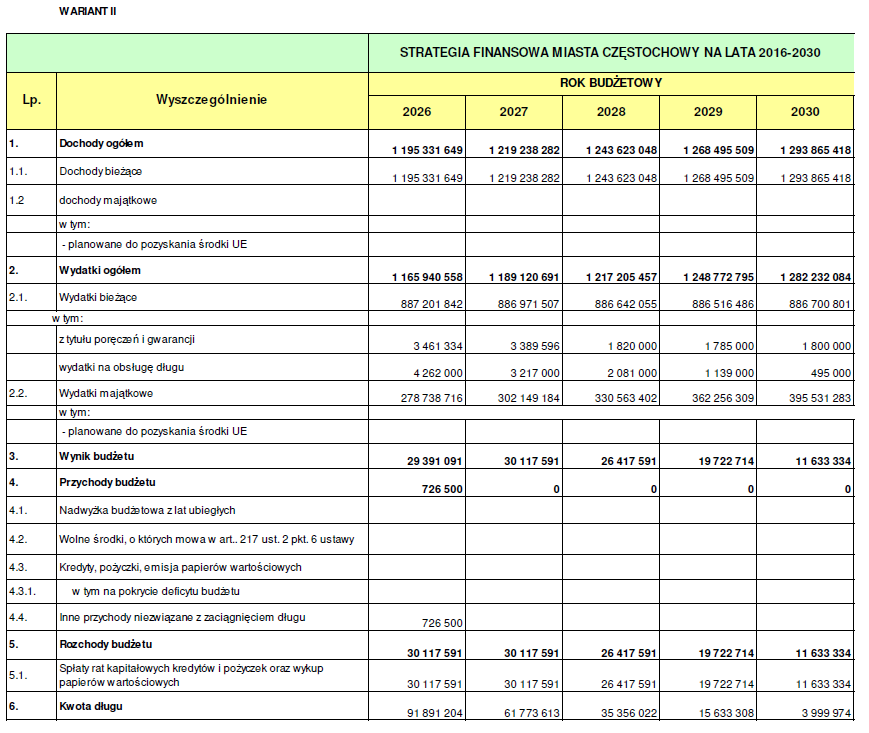 WARIANT II
STRATEGIA FINANSOWA MIASTA CZĘSTOCHOWY NA LATA 2016-2030
Lp. Wyszczególnienie ROK BUDŻETOWY
2026 2027 2028 2029 2030
1. Dochody ogółem 1 195 331 649 1 219 238 282 1 243 623 048 1 268 495 509 1 293 865 418
1.1. Dochody bieżące 1 195 331 649 1 219 238 282 1 243 623 048 1 268 495 509 1 293 865 418
1.2 dochody majątkowe
w tym:
- planowane do pozyskania środki UE
2. Wydatki ogółem 1 165 940 558 1 189 120 691 1 217 205 457 1 248 772 795 1 282 232 084
2.1. Wydatki bieżące 887 201 842 886 971 507 886 642 055 886 516 486 886 700 801
w tym:
z tytułu poręczeń i gwarancji 3 461 334 3 389 596 1 820 000 1 785 000 1 800 000
wydatki na obsługę długu 4 262 000 3 217 000 2 081 000 1 139 000 495 000
2.2. Wydatki majątkowe 278 738 716 302 149 184 330 563 402 362 256 309 395 531 283
w tym:
- planowane do pozyskania środki UE
3. Wynik budżetu 29 391 091 30 117 591 26 417 591 19 722 714 11 633 334
4. Przychody budżetu 726 500 0 0 0 0
4.1. Nadwyżka budżetowa z lat ubiegłych
4.2. Wolne środki, o których mowa w art.. 217 ust. 2 pkt. 6 ustawy
4.3. Kredyty, pożyczki, emisja papierów wartościowych
4.3.1. w tym na pokrycie deficytu budżetu
4.4. Inne przychody niezwiązane z zaciągnięciem długu 726 500
5. Rozchody budżetu 30 117 591 30 117 591 26 417 591 19 722 714 11 633 334
5.1. Spłaty rat kapitałowych kredytów i pożyczek oraz wykup
papierów wartościowych 30 117 591 30 117 591 26 417 591 19 722 714 11 633 334
6. Kwota długu 91 891 204 61 773 613 35 356 022 15 633 308 3 999 974